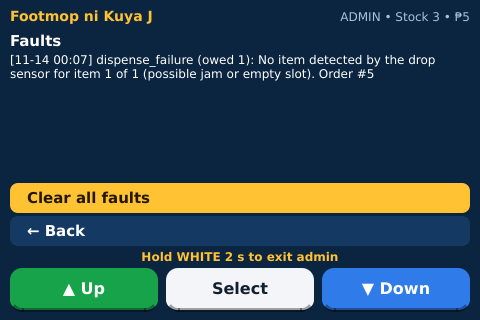 Footmop ni Kuya J
ADMIN • Stock 3 • ₱5
Faults
[11-14 00:07] dispense_failure (owed 1): No item detected by the drop
sensor for item 1 of 1 (possible jam or empty slot). Order #5
Clear all faults
← Back
Hold WHITE 2 s to exit admin
▲ Up
Select
▼ Down